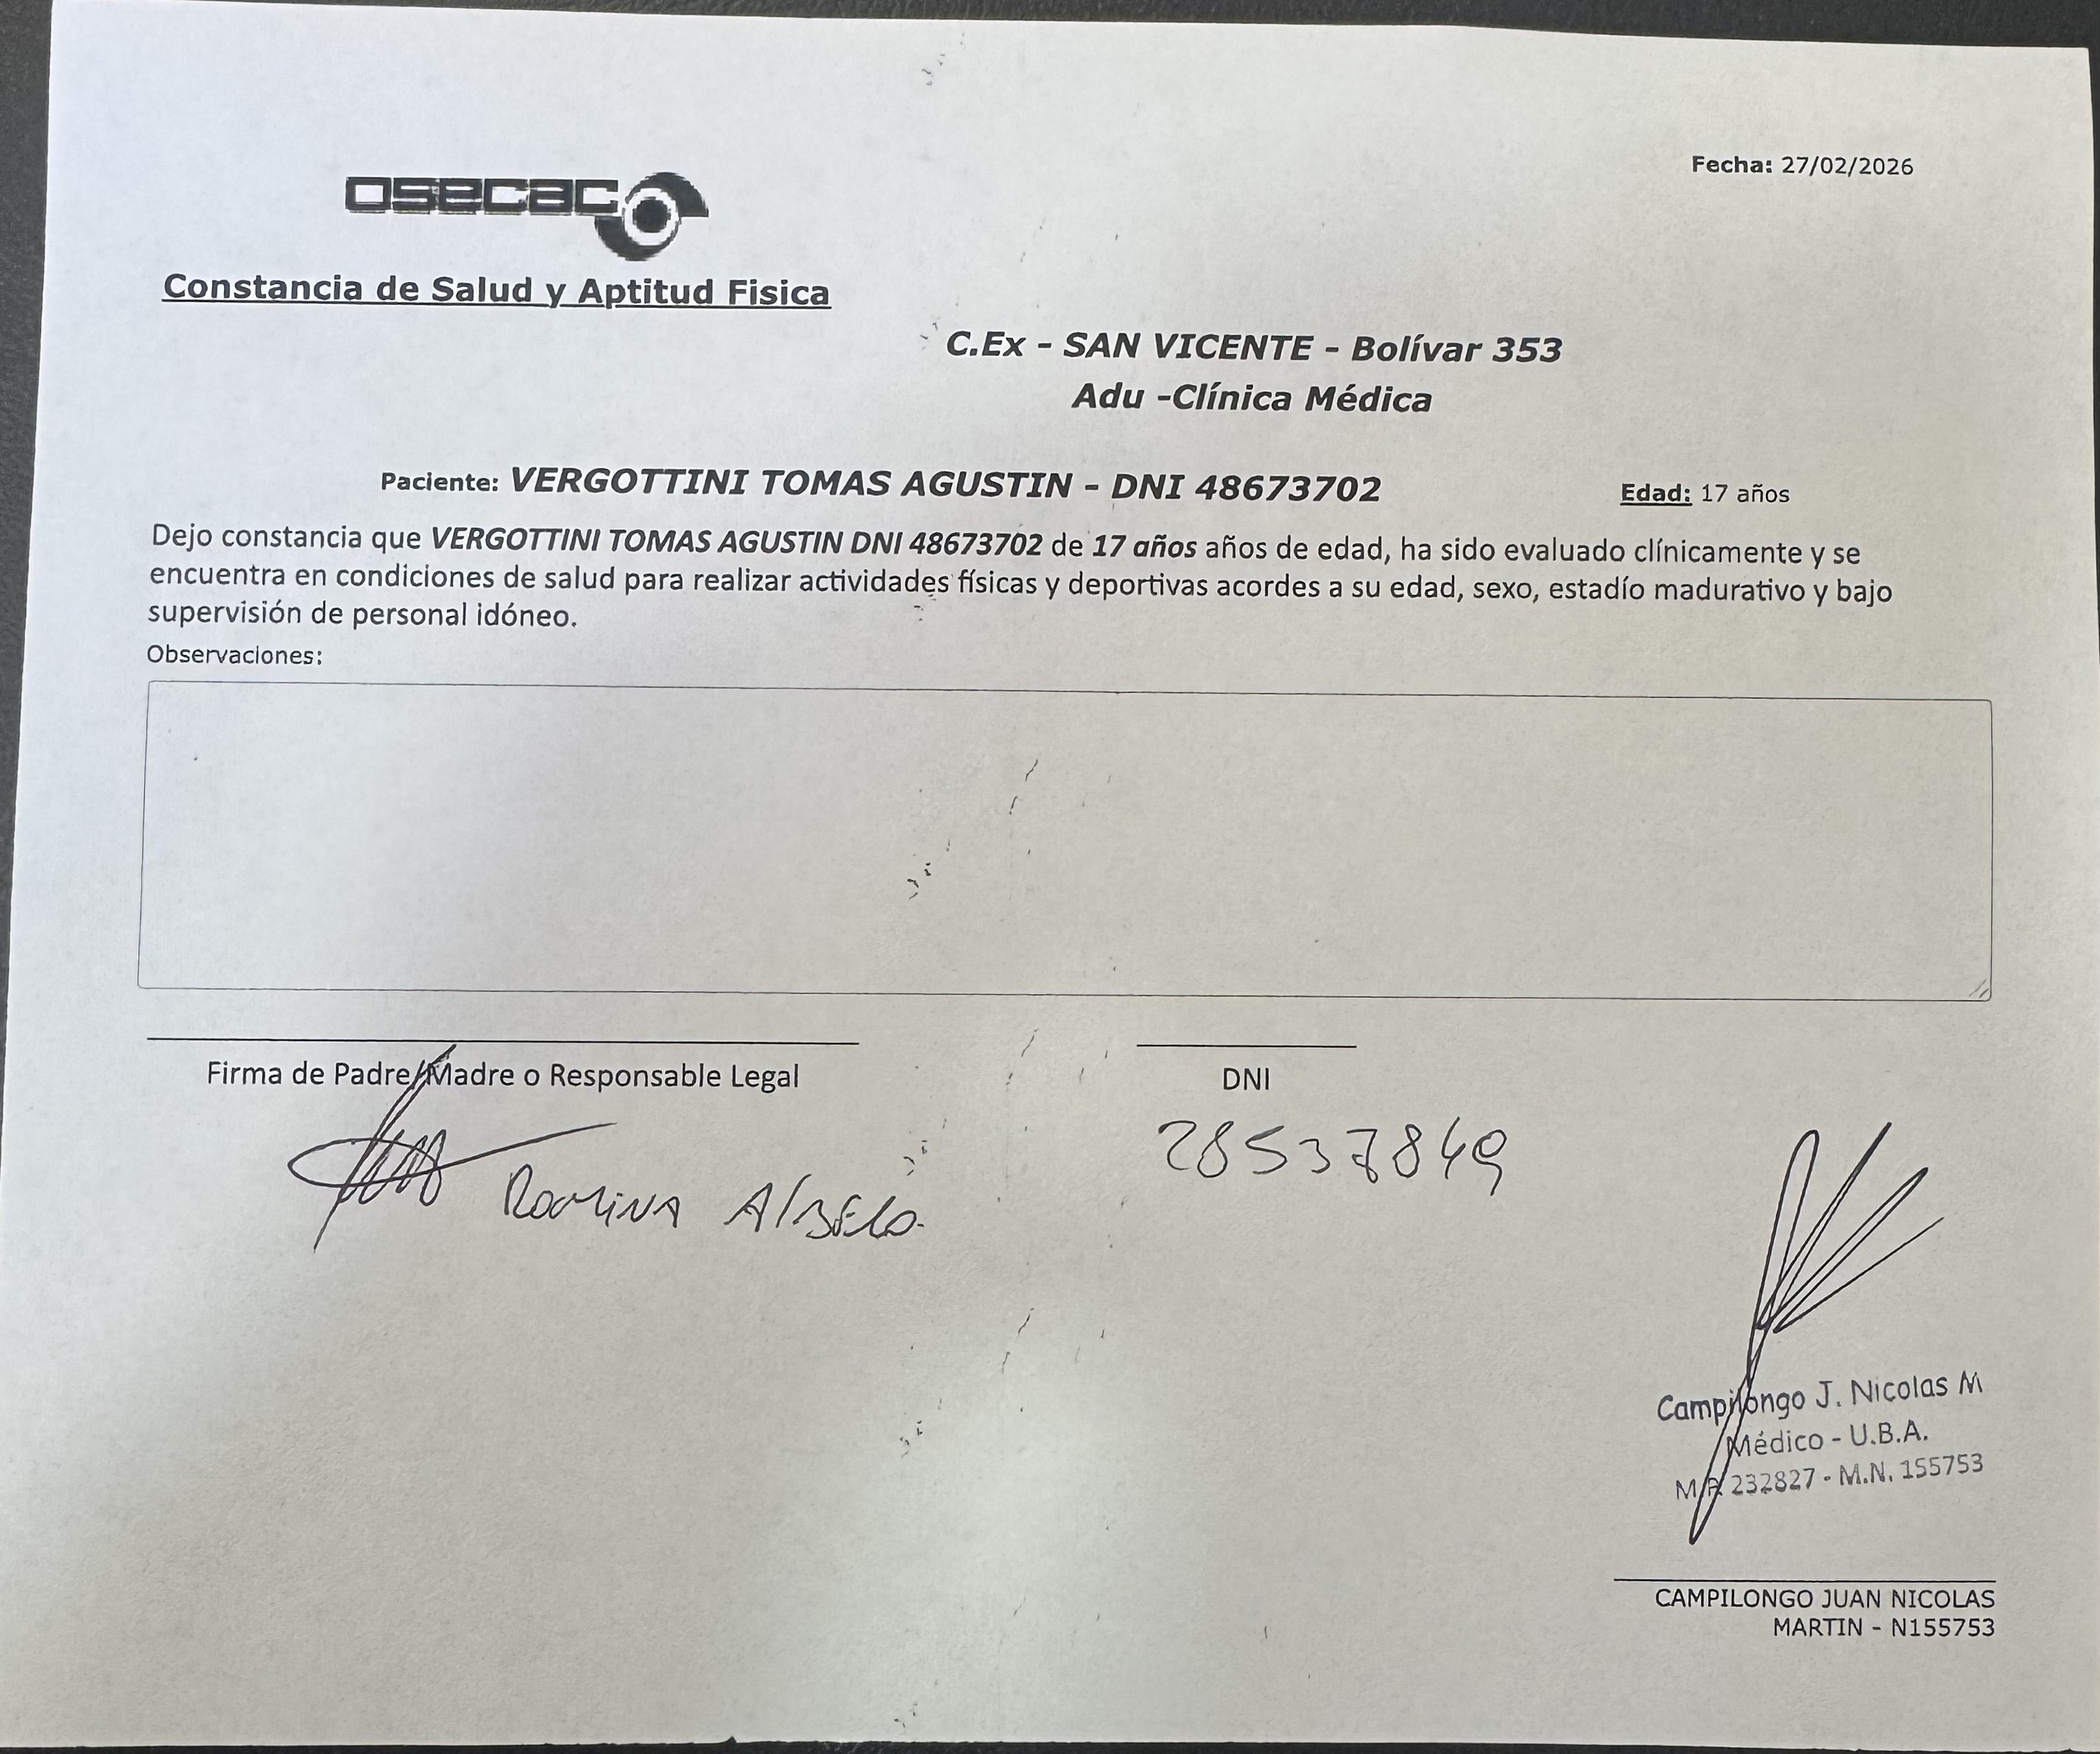 Fecha: 27/02/2026
osecac
Constancia de Salud y Aptitud Fisica
C.Ex - SAN VICENTE - Bolívar 353
Adu -Clínica Médica
Paciente: VERGOTTINI TOMAS AGUSTIN - DNI 48673702 Edad: 17 años
Dejo constancia que VERGOTTINI TOMAS AGUSTIN DNI 48673702 de 17 años años de edad, ha sido evaluado clínicamente y se
encuentra en condiciones de salud para realizar actividades físicas y deportivas acordes a su edad, sexo, estadío madurativo y bajo
supervisión de personal idóneo.
Observaciones:
Firma de Padre/Madre o Responsable Legal DNI
28537849
Romina Albelo
Campilongo J. Nicolas M
Médico - U.B.A.
M.P. 232827 - M.N. 155753
CAMPILONGO JUAN NICOLAS
MARTIN - N155753